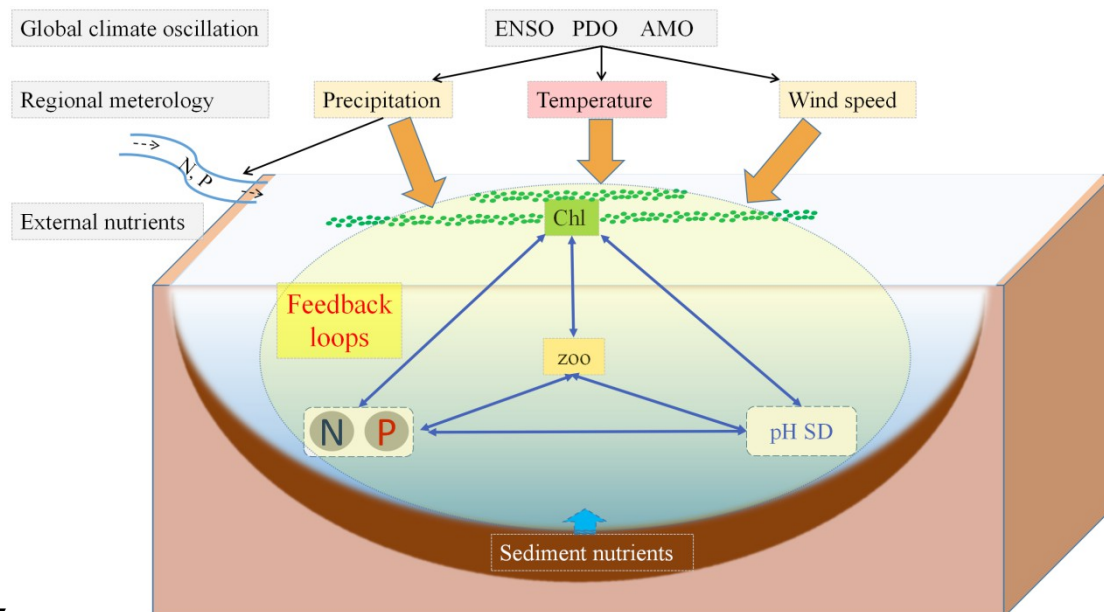 Global climate oscillation
ENSO PDO AMO
Regional meterology
Precipitation
Temperature
Wind speed
N, P
External nutrients
Chl
Feedback
loops
zoo
N P
pH SD
Sediment nutrients